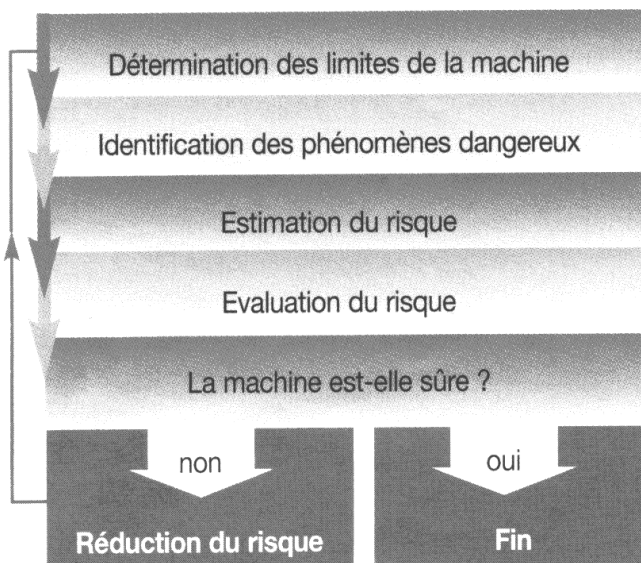 Détermination des limites de la machine
Identification des phénomènes dangereux
Estimation du risque
Evaluation du risque
La machine est-elle sûre ?
non
oui
Réduction du risque
Fin